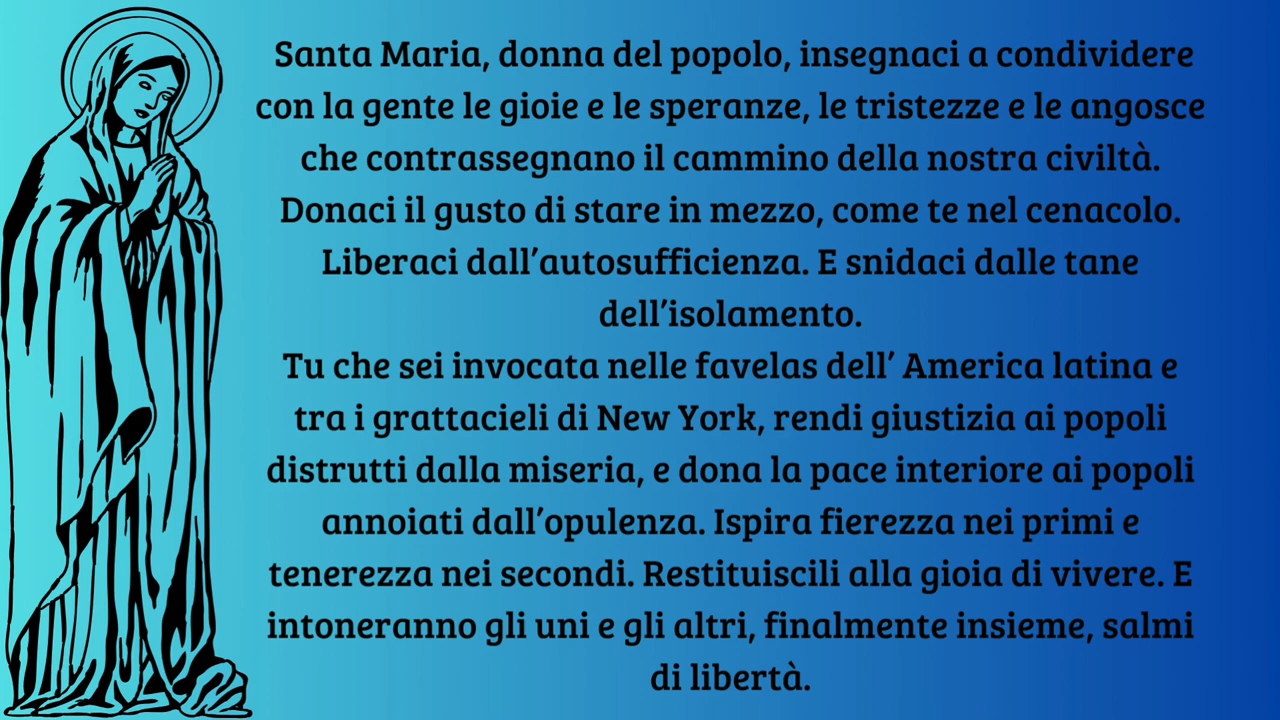 Santa Maria, donna del popolo, insegnaci a condividere
con la gente le gioie e le speranze, le tristezze e le angosce
che contrassegnano il cammino della nostra civiltà.
Donaci il gusto di stare in mezzo, come te nel cenacolo.
Liberaci dall'autosufficienza. E snidaci dalle tane
dell'isolamento.
Tu che sei invocata nelle favelas dell' America latina e
tra i grattacieli di New York, rendi giustizia ai popoli
distrutti dalla miseria, e dona la pace interiore ai popoli
annoiati dall'opulenza. Ispira fierezza nei primi e
tenerezza nei secondi. Restituiscili alla gioia di vivere. E
intoneranno gli uni e gli altri, finalmente insieme, salmi
di libertà.